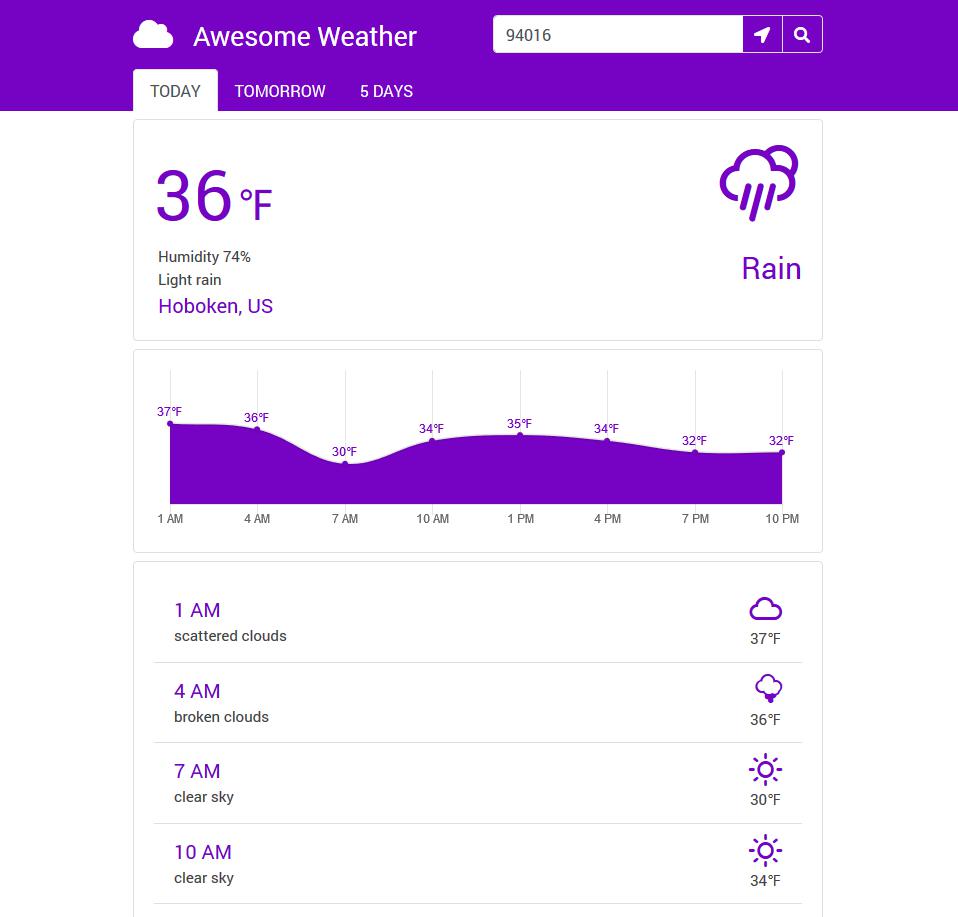 Awesome Weather
94016
TODAY TOMORROW 5 DAYS
36 °F
Humidity 74%
Light rain
Rain
Hoboken, US
37°F 36°F 30°F 34°F 35°F 34°F 32°F 32°F
1 AM 4 AM 7 AM 10 AM 1 PM 4 PM 7 PM 10 PM
1 AM
scattered clouds
37°F
4 AM
broken clouds
36°F
7 AM
clear sky
30°F
10 AM
clear sky
34°F